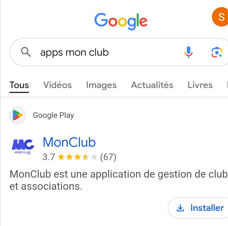 Google
S
apps mon club
Tous Vidéos Images Actualités Livres
Google Play
MC
MonClub
3.7 (67)
MonClub est une application de gestion de club
et associations.
Installer